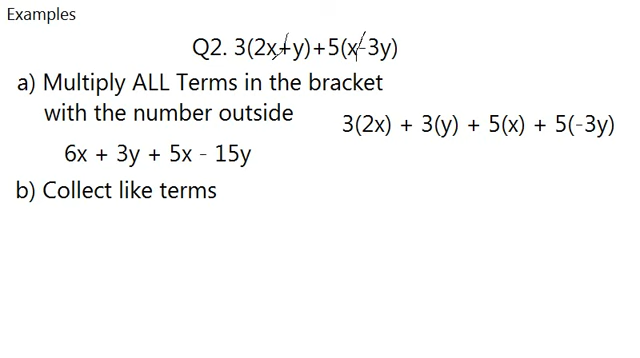 Examples
Q2. 3(2x+y)+5(x-3y)
a) Multiply ALL Terms in the bracket
with the number outside
3(2x) + 3(y) + 5(x) + 5(-3y)
6x + 3y + 5x - 15y
b) Collect like terms